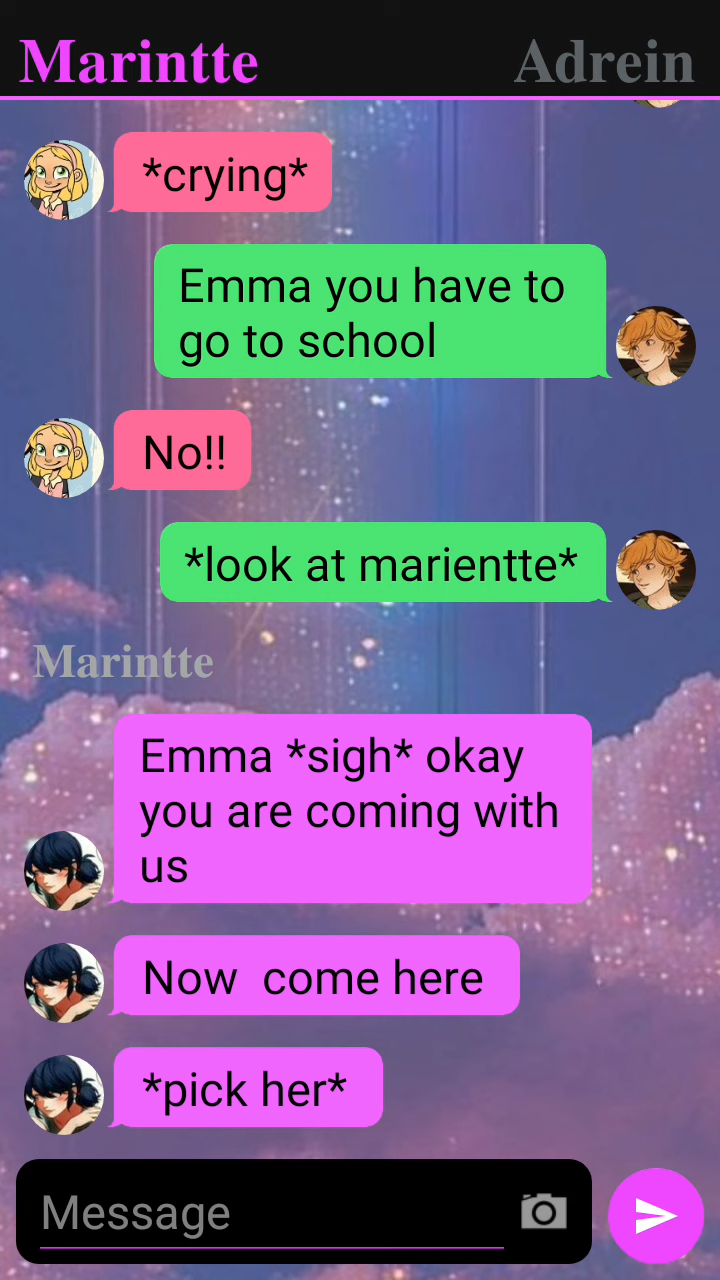 Marintte Adrein
*crying*
Emma you have to
go to school
No!!
*look at marientte*
Marintte
Emma *sigh* okay
you are coming with
us
Now  come here
*pick her*
Message